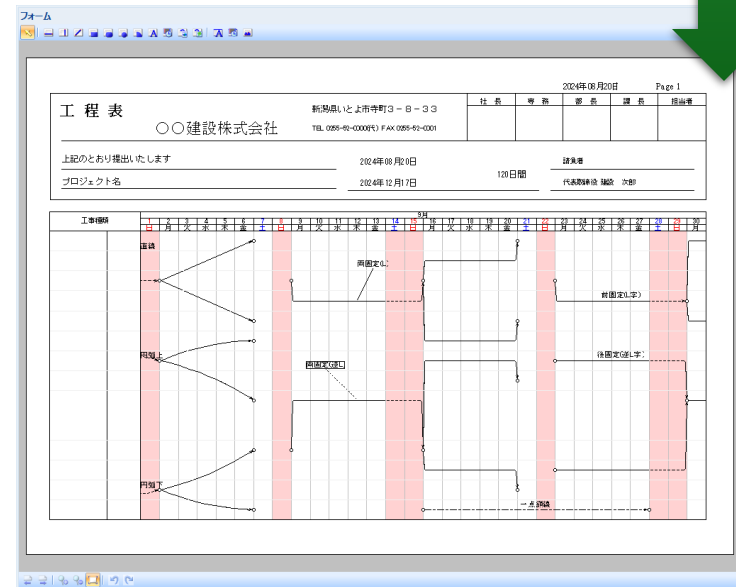 フォーム
2024年08月20日 Page 1
工 程 表
〇〇建設株式会社
新潟県いとよ市寺町3－8－33
TEL 0255-62-0000(代) FAX 0255-62-0001
社 長 専 務 部 長 課 長 担当者
上記のとおり提出いたします
2024年08月20日
120日間
請負者
プロジェクト名
2024年12月17日
代表取締役 建設 次郎
工事種類
9月
1 2 3 4 5 6 7 8 9 10 11 12 13 14 15 16 17 18 19 20 21 22 23 24 25 26 27 28 29 30
日 月 火 水 木 金 土 日 月 火 水 木 金 土 日 月 火 水 木 金 土 日 月 火 水 木 金 土 日 月
直線
両固定(L
前固定(L字)
円弧上
両固定(逆L
後固定(逆L字)
円弧下
点鎖線